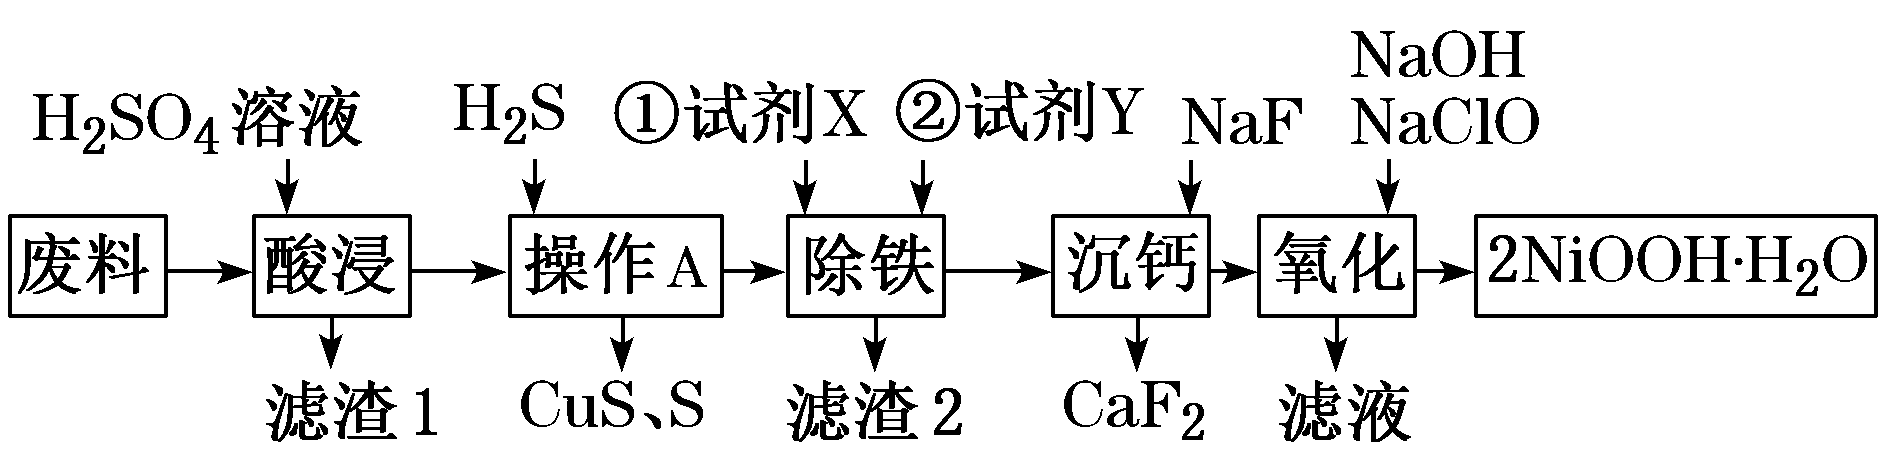 NaOH
H₂SO₄溶液 H₂S ①试剂X ②试剂Y NaF NaClO
废料 酸浸 操作A 除铁 沉钙 氧化 2NiOOH·H₂O
滤渣1 CuS、S 滤渣2 CaF₂ 滤液